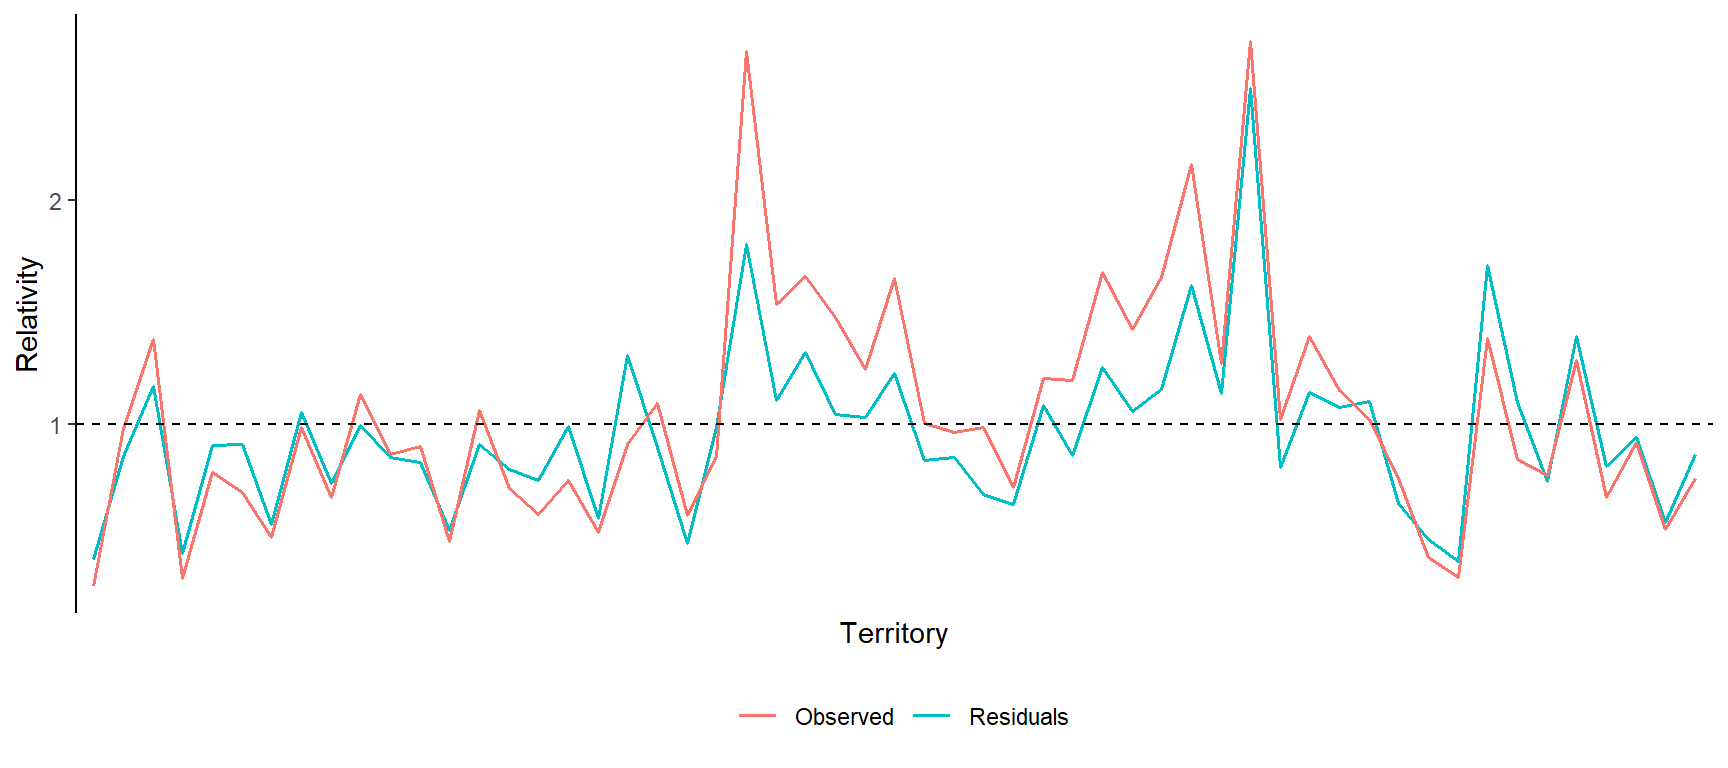 2
1
Relativity
Territory
Observed Residuals